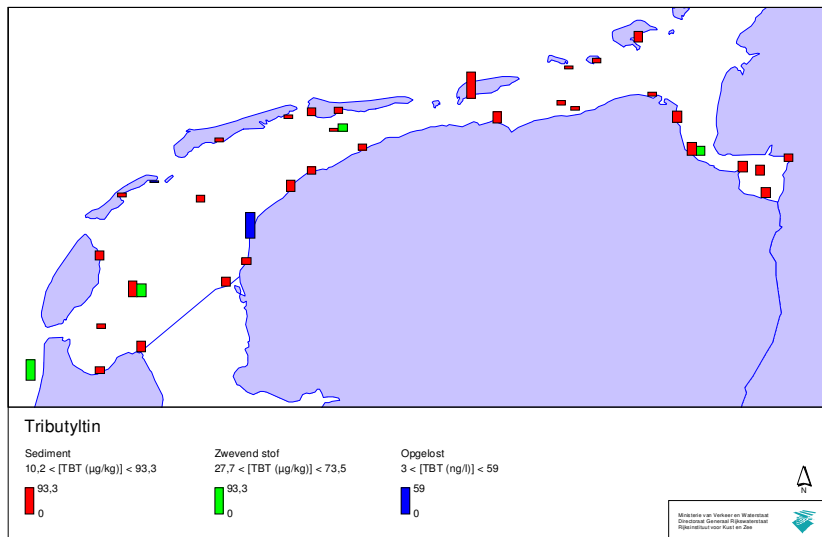 Tributyltin
Sediment
10,2 < [TBT (µg/kg)] < 93,3
93,3
0
Zwevend stof
27,7 < [TBT (µg/kg)] < 73,5
93,3
0
Opgelost
3 < [TBT (ng/l)] < 59
59
0
N
Ministerie van Verkeer en Waterstaat
Directoraat Generaal Rijkswaterstaat
Rijksinstituut voor Kust en Zee